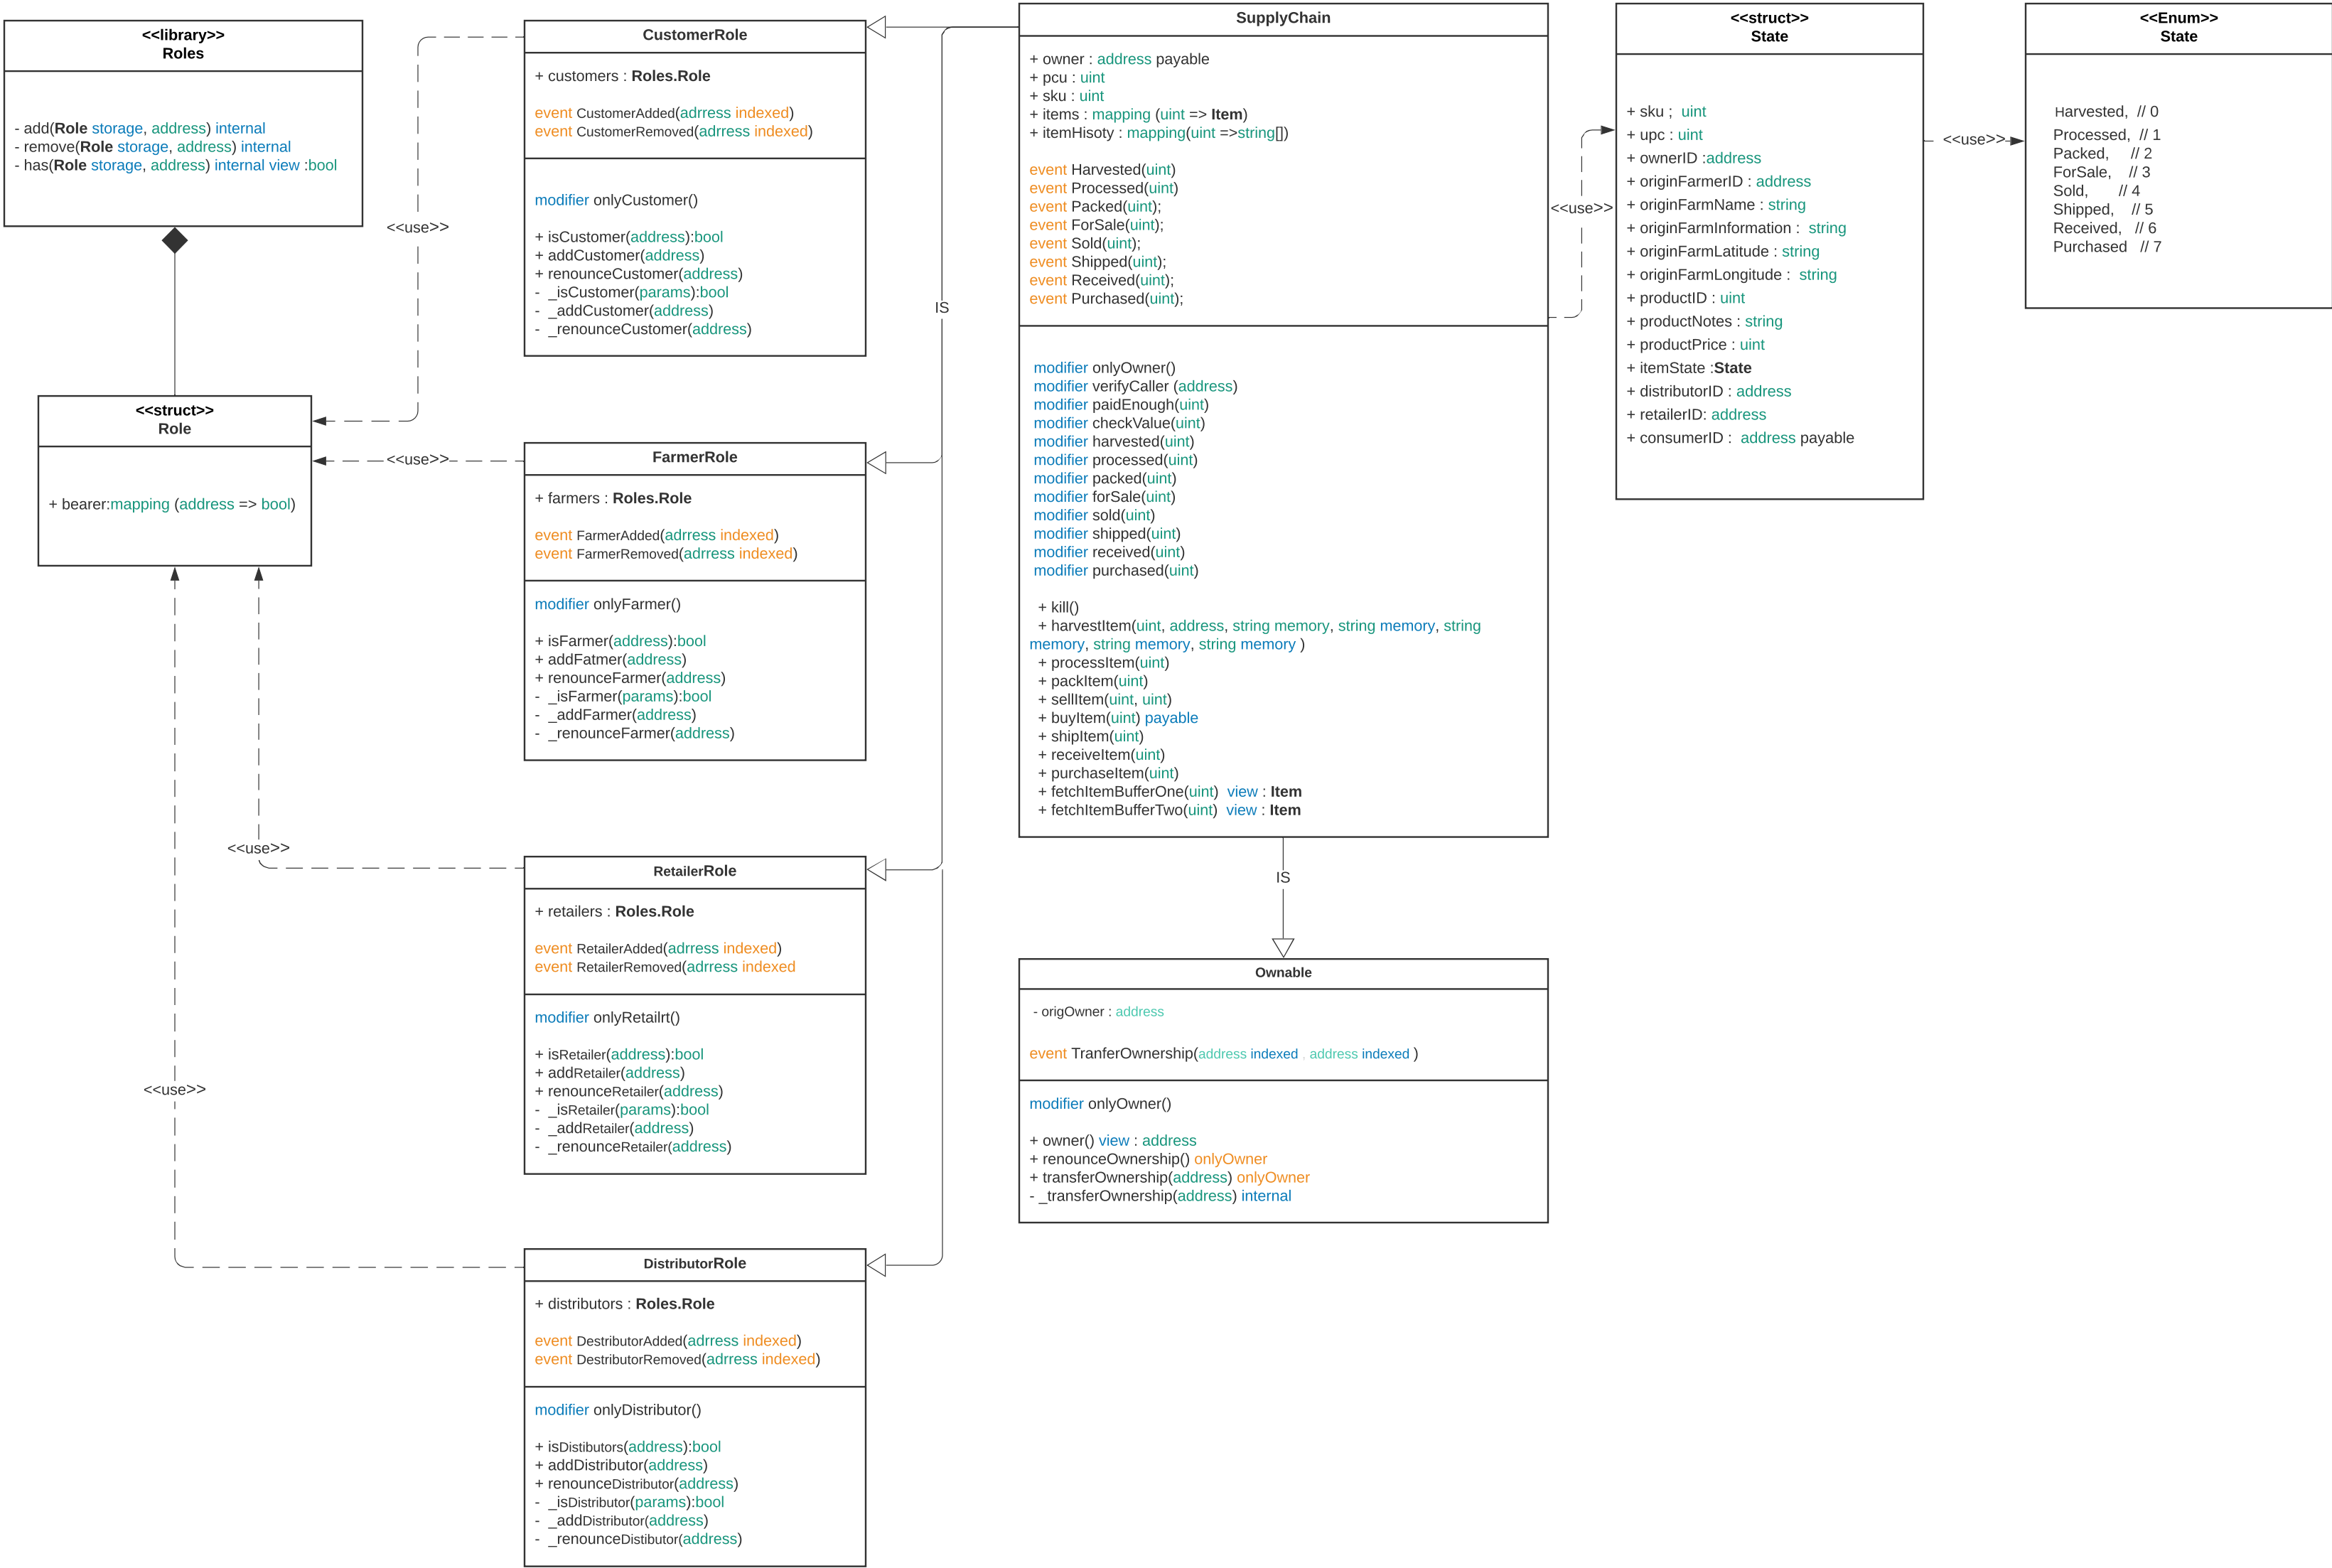 <<library>>
Roles
- add(Role storage, address) internal
- remove(Role storage, address) internal
- has(Role storage, address) internal view :bool
<<struct>>
Role
+ bearer:mapping (address => bool)
<<use>>
<<use>>
<<use>>
<<use>>
CustomerRole
+ customers : Roles.Role
event CustomerAdded(adrress indexed)
event CustomerRemoved(adrress indexed)
modifier onlyCustomer()
+ isCustomer(address):bool
+ addCustomer(address)
+ renounceCustomer(address)
- _isCustomer(params):bool
- _addCustomer(address)
- _renounceCustomer(address)
FarmerRole
+ farmers : Roles.Role
event FarmerAdded(adrress indexed)
event FarmerRemoved(adrress indexed)
modifier onlyFarmer()
+ isFarmer(address):bool
+ addFatmer(address)
+ renounceFarmer(address)
- _isFarmer(params):bool
- _addFarmer(address)
- _renounceFarmer(address)
RetailerRole
+ retailers : Roles.Role
event RetailerAdded(adrress indexed)
event RetailerRemoved(adrress indexed
modifier onlyRetailrt()
+ isRetailer(address):bool
+ addRetailer(address)
+ renounceRetailer(address)
- _isRetailer(params):bool
- _addRetailer(address)
- _renounceRetailer(address)
DistributorRole
+ distributors : Roles.Role
event DestributorAdded(adrress indexed)
event DestributorRemoved(adrress indexed)
modifier onlyDistributor()
+ isDistibutors(address):bool
+ addDistributor(address)
+ renounceDistributor(address)
- _isDistributor(params):bool
- _addDistributor(address)
- _renounceDistibutor(address)
IS
SupplyChain
+ owner : address payable
+ pcu : uint
+ sku : uint
+ items : mapping (uint => Item)
+ itemHisoty : mapping(uint =>string[])
event Harvested(uint)
event Processed(uint)
event Packed(uint);
event ForSale(uint);
event Sold(uint);
event Shipped(uint);
event Received(uint);
event Purchased(uint);
modifier onlyOwner()
modifier verifyCaller (address)
modifier paidEnough(uint)
modifier checkValue(uint)
modifier harvested(uint)
modifier processed(uint)
modifier packed(uint)
modifier forSale(uint)
modifier sold(uint)
modifier shipped(uint)
modifier received(uint)
modifier purchased(uint)
+ kill()
+ harvestItem(uint, address, string memory, string memory, string
memory, string memory, string memory )
+ processItem(uint)
+ packItem(uint)
+ sellItem(uint, uint)
+ buyItem(uint) payable
+ shipItem(uint)
+ receiveItem(uint)
+ purchaseItem(uint)
+ fetchItemBufferOne(uint) view : Item
+ fetchItemBufferTwo(uint) view : Item
IS
Ownable
- origOwner : address
event TranferOwnership(address indexed , address indexed )
modifier onlyOwner()
+ owner() view : address
+ renounceOwnership() onlyOwner
+ transferOwnership(address) onlyOwner
- _transferOwnership(address) internal
<<use>>
<<struct>>
State
+ sku ; uint
+ upc : uint
+ ownerID :address
+ originFarmerID : address
+ originFarmName : string
+ originFarmInformation : string
+ originFarmLatitude : string
+ originFarmLongitude : string
+ productID : uint
+ productNotes : string
+ productPrice : uint
+ itemState :State
+ distributorID : address
+ retailerID: address
+ consumerID : address payable
<<use>>
<<Enum>>
State
Harvested, // 0
Processed, // 1
Packed, // 2
ForSale, // 3
Sold, // 4
Shipped, // 5
Received, // 6
Purchased // 7